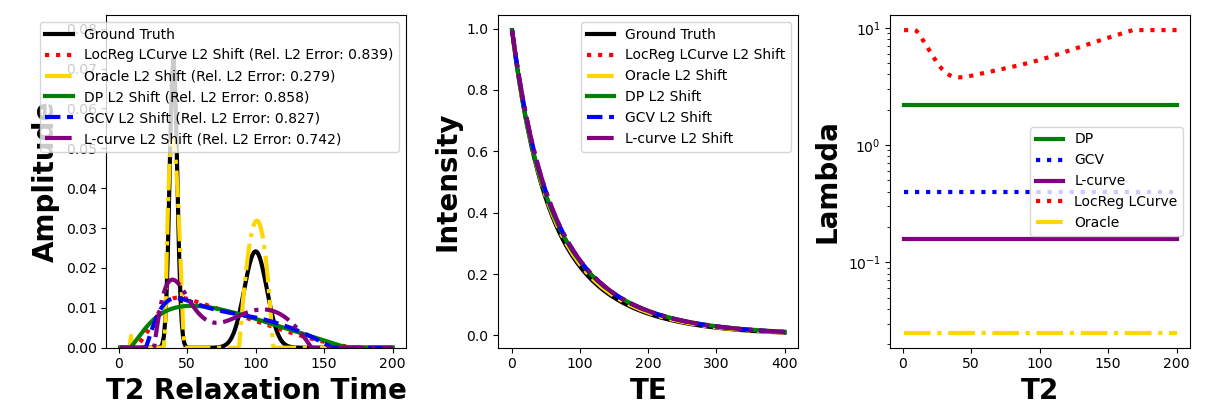 Ground Truth
LocReg LCurve L2 Shift (Rel. L2 Error: 0.839)
Oracle L2 Shift (Rel. L2 Error: 0.279)
DP L2 Shift (Rel. L2 Error: 0.858)
GCV L2 Shift (Rel. L2 Error: 0.827)
L-curve L2 Shift (Rel. L2 Error: 0.742)
Amplitude
0.08
0.07
0.06
0.05
0.04
0.03
0.02
0.01
0.00
0 50 100 150 200
T2 Relaxation Time
Ground Truth
LocReg LCurve L2 Shift
Oracle L2 Shift
DP L2 Shift
GCV L2 Shift
L-curve L2 Shift
Intensity
1.0
0.8
0.6
0.4
0.2
0.0
0 100 200 300 400
TE
Lambda
10¹
10⁰
10⁻¹
DP
GCV
L-curve
LocReg LCurve
Oracle
0 50 100 150 200
T2